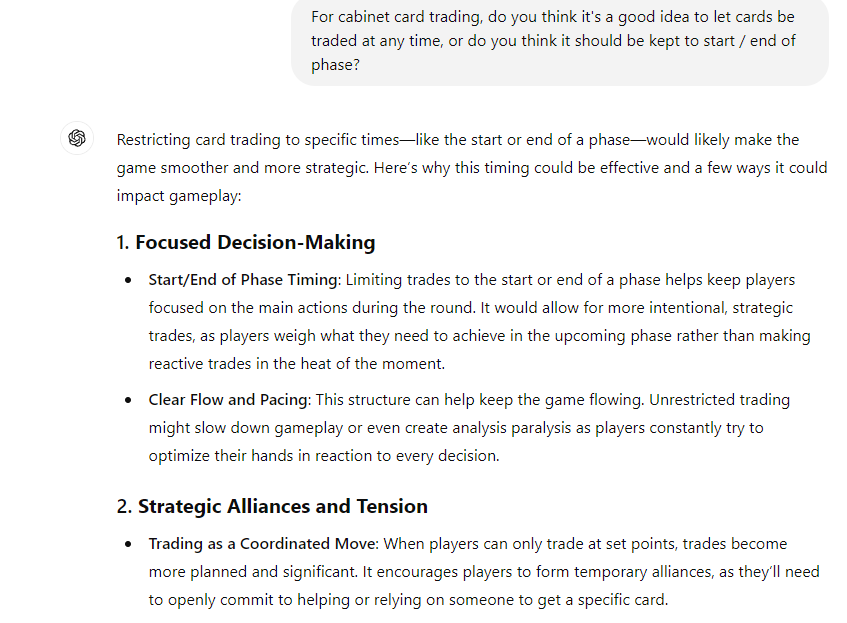 For cabinet card trading, do you think it's a good idea to let cards be
traded at any time, or do you think it should be kept to start / end of
phase?
Restricting card trading to specific times—like the start or end of a phase—would likely make the
game smoother and more strategic. Here's why this timing could be effective and a few ways it could
impact gameplay:
1. Focused Decision-Making
• Start/End of Phase Timing: Limiting trades to the start or end of a phase helps keep players
focused on the main actions during the round. It would allow for more intentional, strategic
trades, as players weigh what they need to achieve in the upcoming phase rather than making
reactive trades in the heat of the moment.
• Clear Flow and Pacing: This structure can help keep the game flowing. Unrestricted trading
might slow down gameplay or even create analysis paralysis as players constantly try to
optimize their hands in reaction to every decision.
2. Strategic Alliances and Tension
• Trading as a Coordinated Move: When players can only trade at set points, trades become
more planned and significant. It encourages players to form temporary alliances, as they'll need
to openly commit to helping or relying on someone to get a specific card.